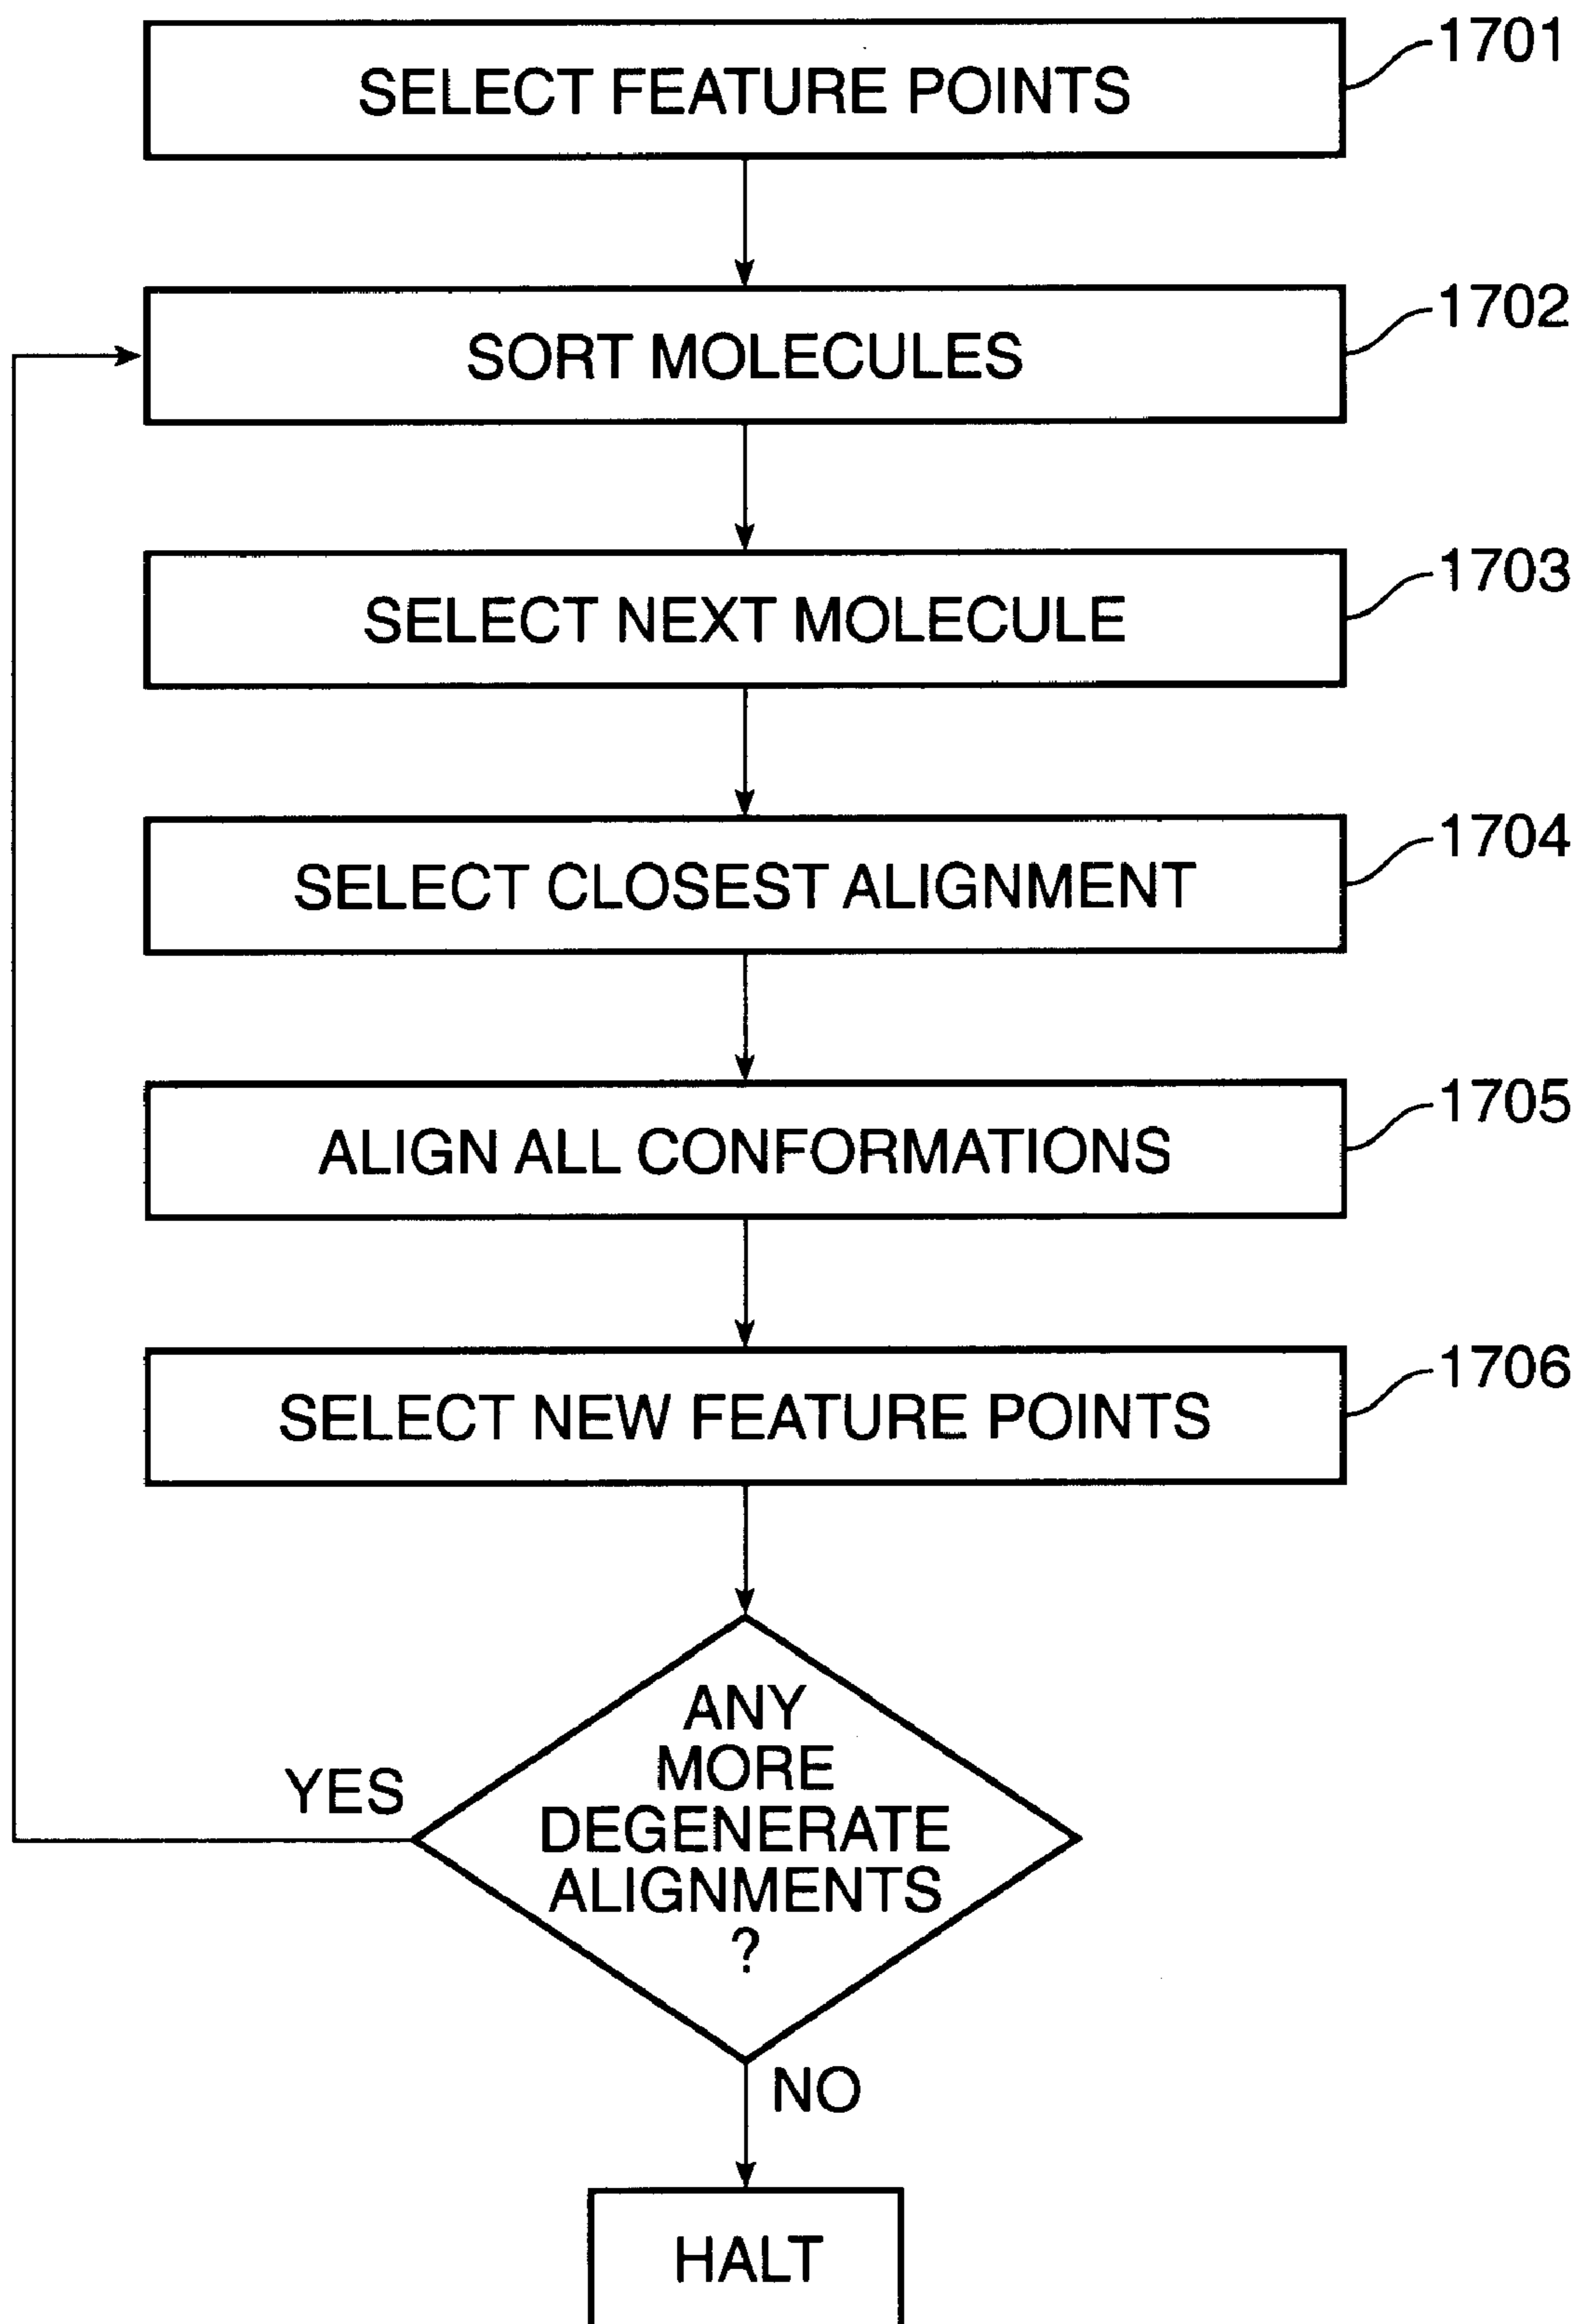 SELECT FEATURE POINTS
1701
SORT MOLECULES
1702
SELECT NEXT MOLECULE
1703
SELECT CLOSEST ALIGNMENT
1704
ALIGN ALL CONFORMATIONS
1705
SELECT NEW FEATURE POINTS
1706
ANY
MORE
DEGENERATE
ALIGNMENTS
?
YES
NO
HALT